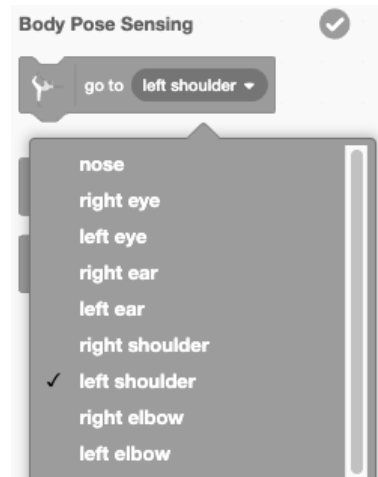 Body Pose Sensing
go to left shoulder
nose
right eye
left eye
right ear
left ear
right shoulder
left shoulder
right elbow
left elbow